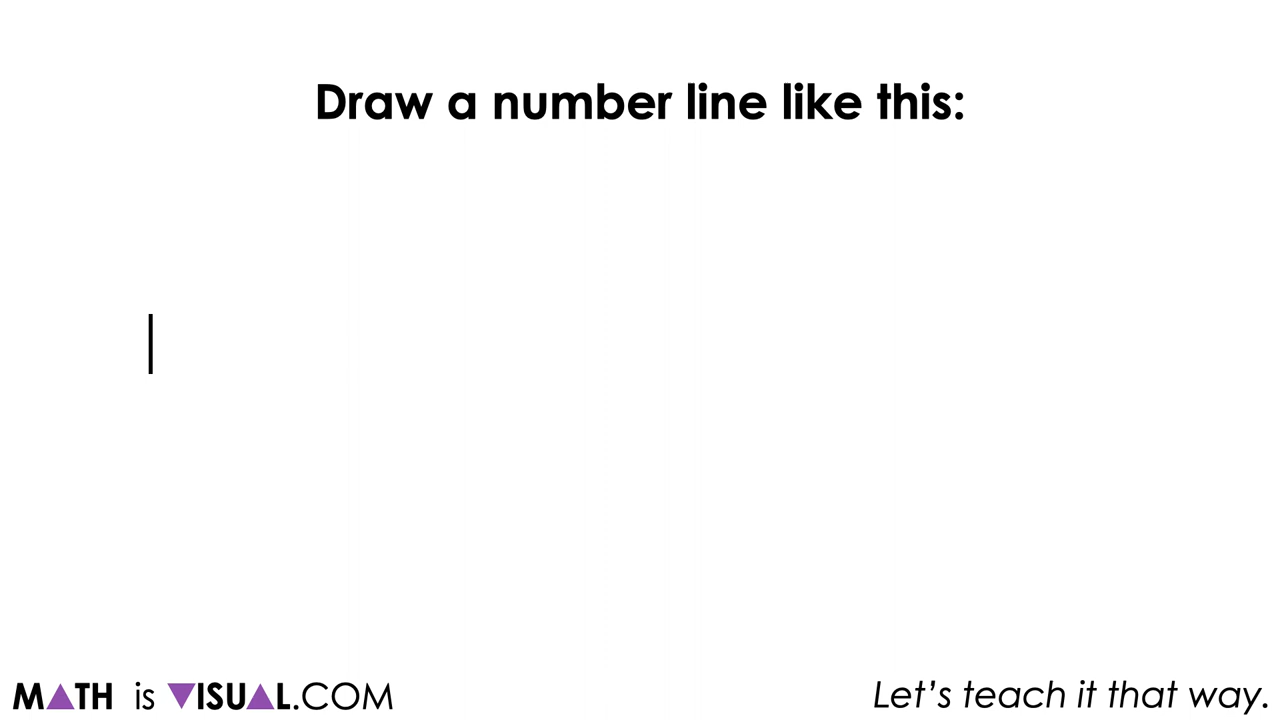 Draw a number line like this:
MATH is VISUAL.COM
Let's teach it that way.